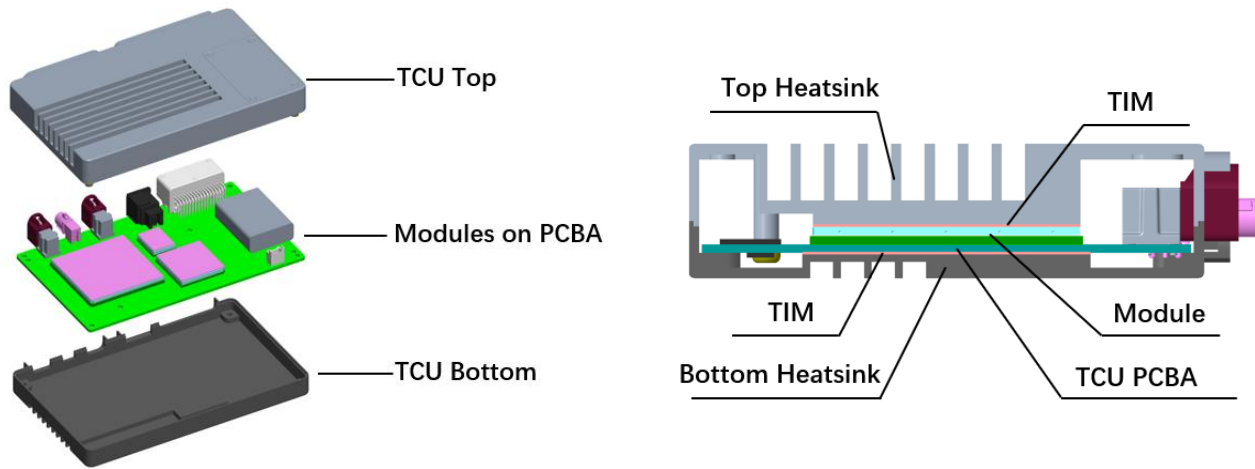 TCU Top
Modules on PCBA
TCU Bottom
Top Heatsink
TIM
TIM
Module
Bottom Heatsink
TCU PCBA